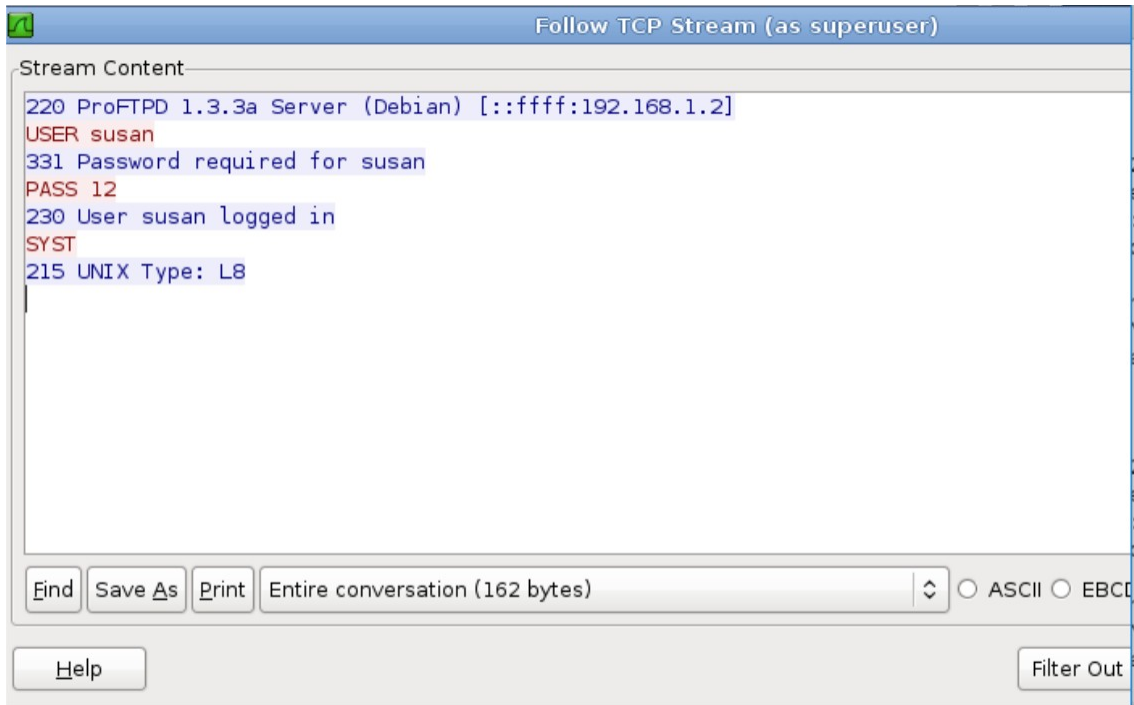 Follow TCP Stream (as superuser)
Stream Content
220 ProFTPD 1.3.3a Server (Debian) [::ffff:192.168.1.2]
USER susan
331 Password required for susan
PASS 12
230 User susan logged in
SYST
215 UNIX Type: L8
Find Save As Print Entire conversation (162 bytes) ASCII
Help Filter Out